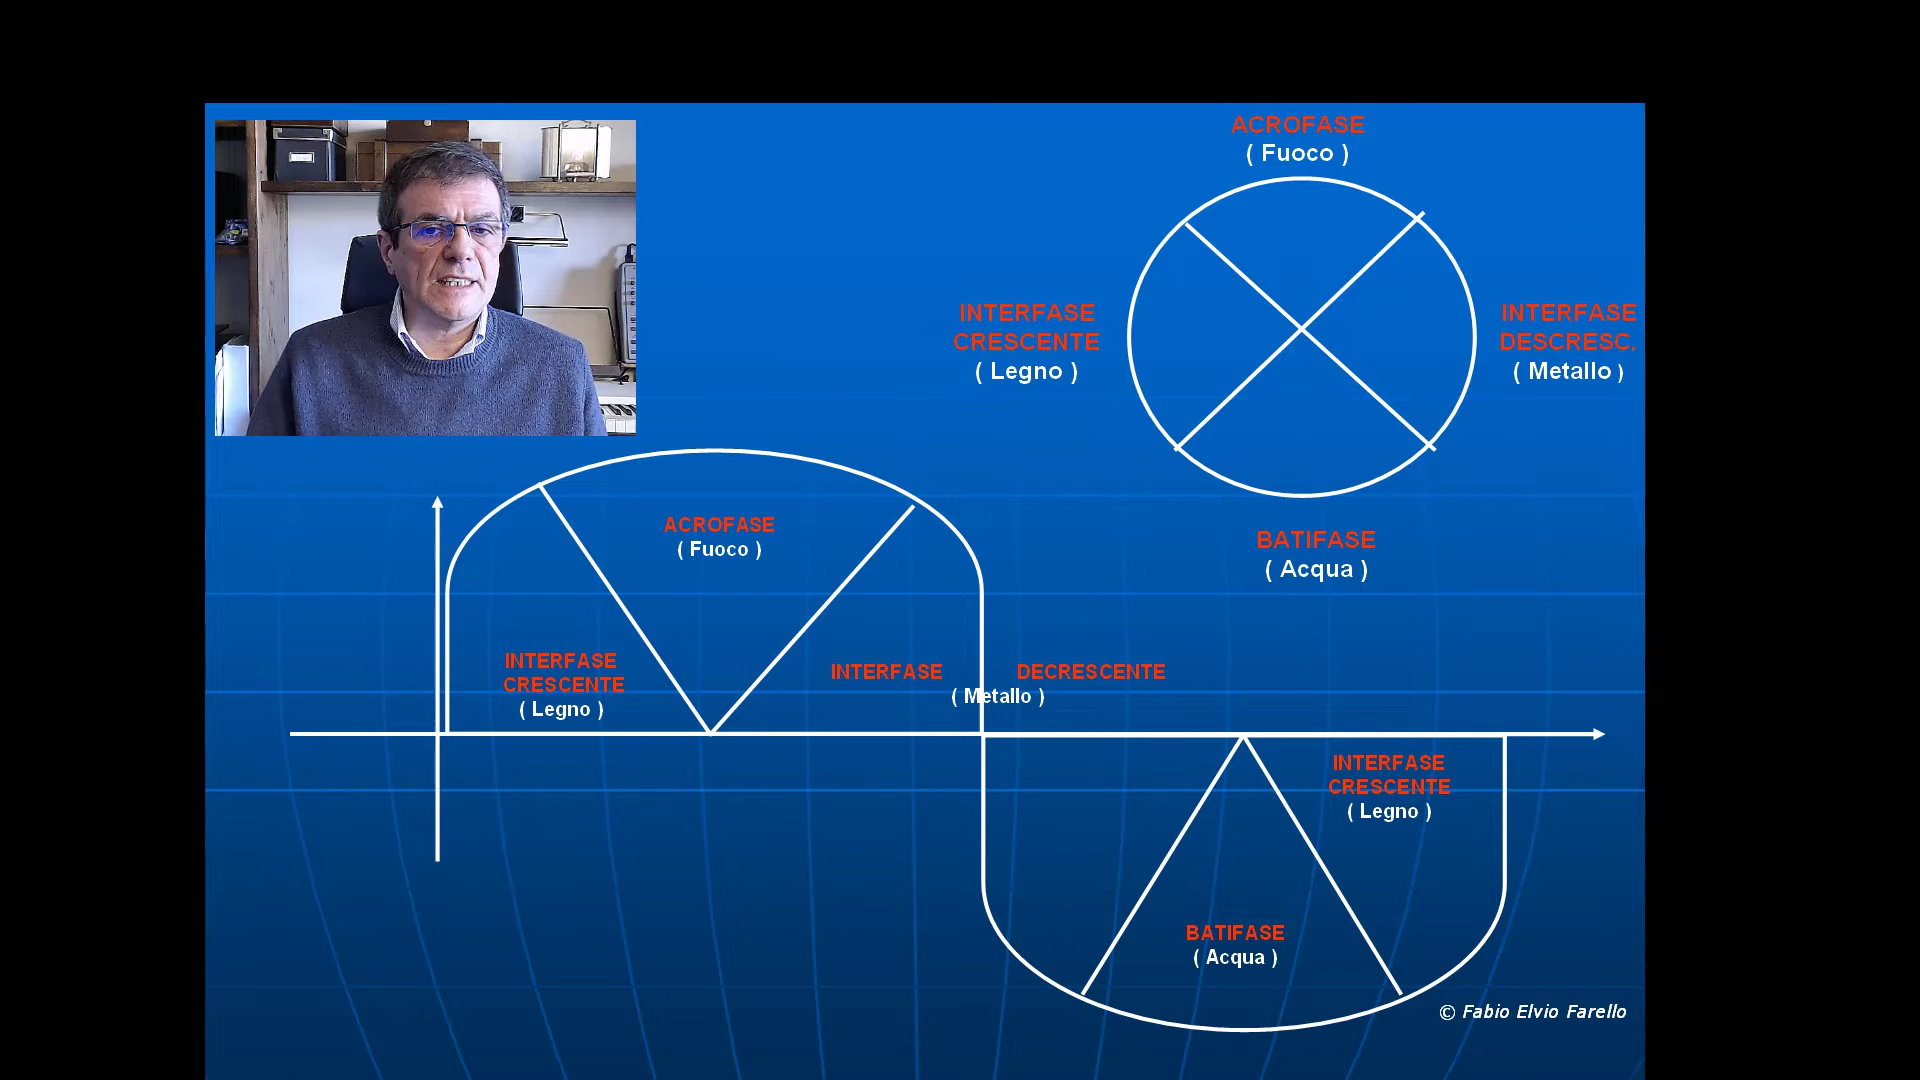 ACROFASE
( Fuoco )
INTERFASE
CRESCENTE
( Legno )
INTERFASE
DESCRESC.
( Metallo )
BATIFASE
( Acqua )
ACROFASE
( Fuoco )
INTERFASE
CRESCENTE
( Legno )
INTERFASE DECRESCENTE
( Metallo )
INTERFASE
CRESCENTE
( Legno )
BATIFASE
( Acqua )
© Fabio Elvio Farello